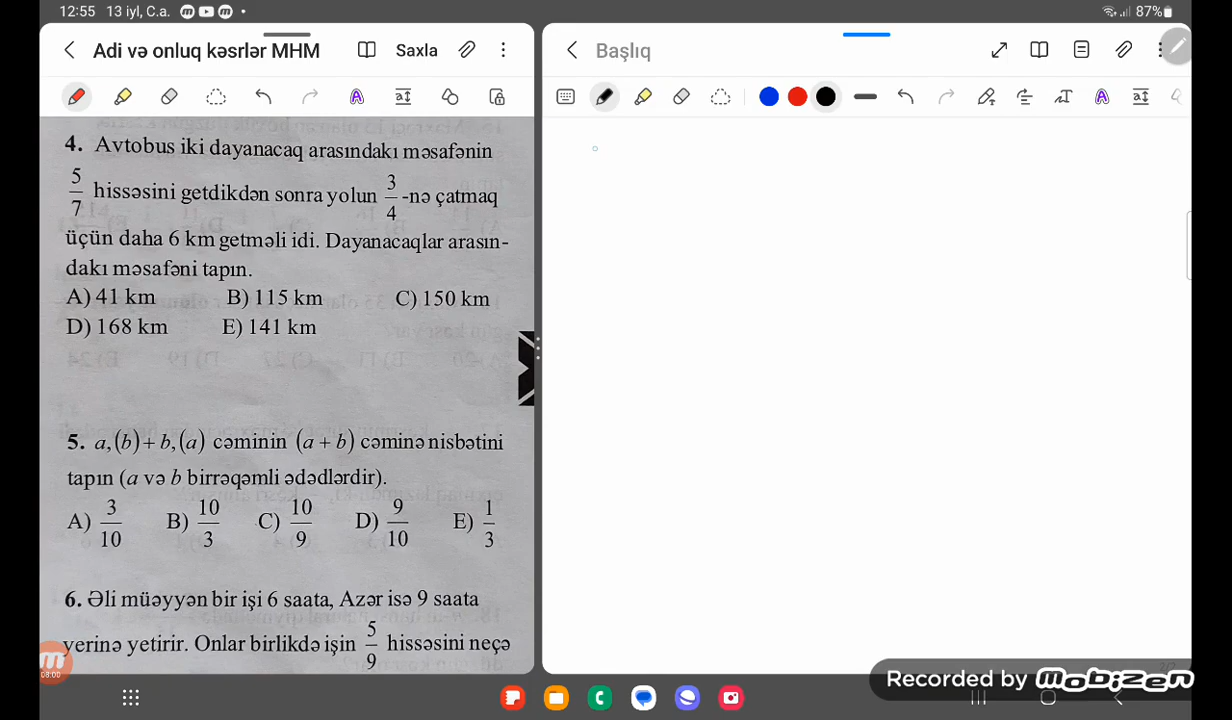 12:55 13 iyl, C.a. 87%
Adi və onluq kəsrlər MHM Saxla
Başlıq
4. Avtobus iki dayanacaq arasındakı məsafənin
5/7 hissəsini getdikdən sonra yolun 3/4 -nə çatmaq
üçün daha 6 km getməli idi. Dayanacaqlar arasın-
dakı məsafəni tapın.
A) 41 km B) 115 km C) 150 km
D) 168 km E) 141 km
5. a,(b)+b,(a) cəminin (a + b) cəminə nisbətini
tapın (a və b birrəqəmli ədədlərdir).
A) 3/10 B) 10/3 C) 10/9 D) 9/10 E) 1/3
6. Əli müəyyən bir işi 6 saata, Azər isə 9 saata
yerinə yetirir. Onlar birlikdə işin 5/9 hissəsini neçə
08:00
Recorded by mobizen